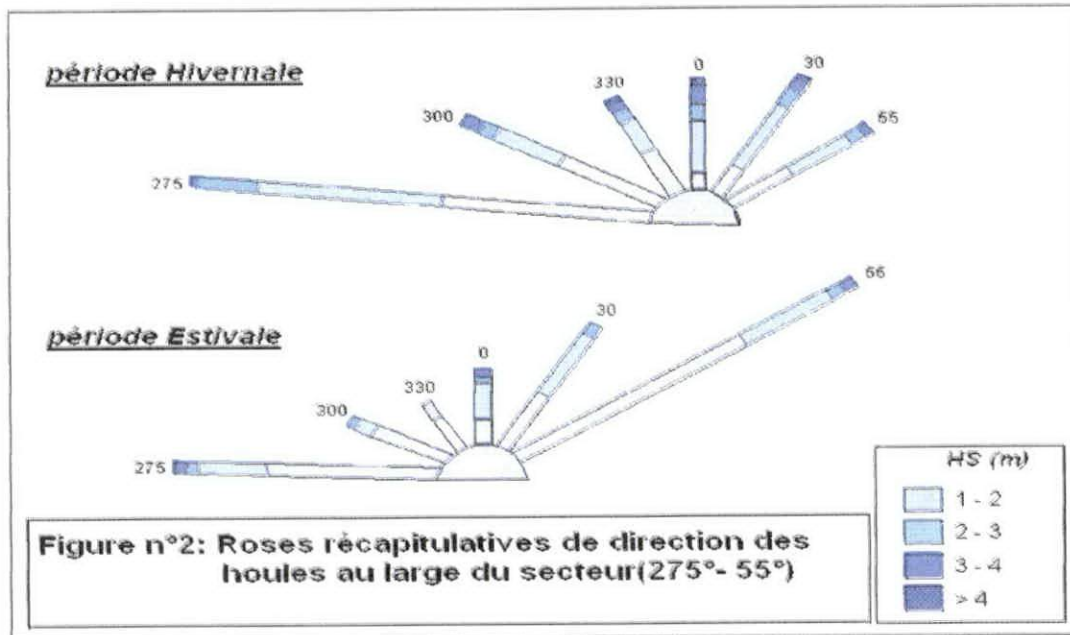 période Hivernale
0
30
330
300
55
275
55
période Estivale
30
0
330
300
275
HS (m)
1 - 2
2 - 3
3 - 4
> 4
Figure n°2: Roses récapitulatives de direction des
houles au large du secteur(275°- 55°)